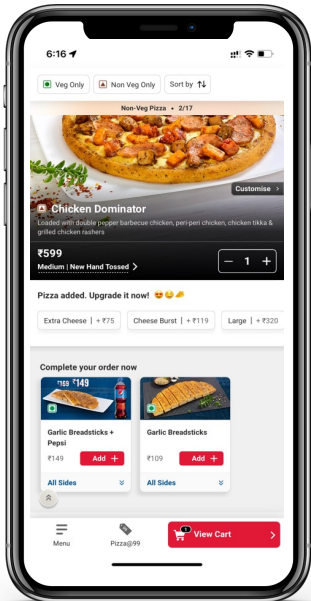 6:16
Veg Only
Non Veg Only
Sort by ↑↓
Non-Veg Pizza • 2/17
Customise >
Chicken Dominator
Loaded with double pepper barbecue chicken, peri-peri chicken, chicken tikka &
grilled chicken rashers
₹599
Medium | New Hand Tossed >
− 1 +
Pizza added. Upgrade it now! 😍😋🧀
Extra Cheese | + ₹75
Cheese Burst | + ₹119
Large | + ₹320
Complete your order now
₹159 ₹149
Garlic Breadsticks +
Pepsi
₹149
Add +
All Sides
Garlic Breadsticks
₹109
Add +
All Sides
Menu
Pizza@99
1
View Cart >